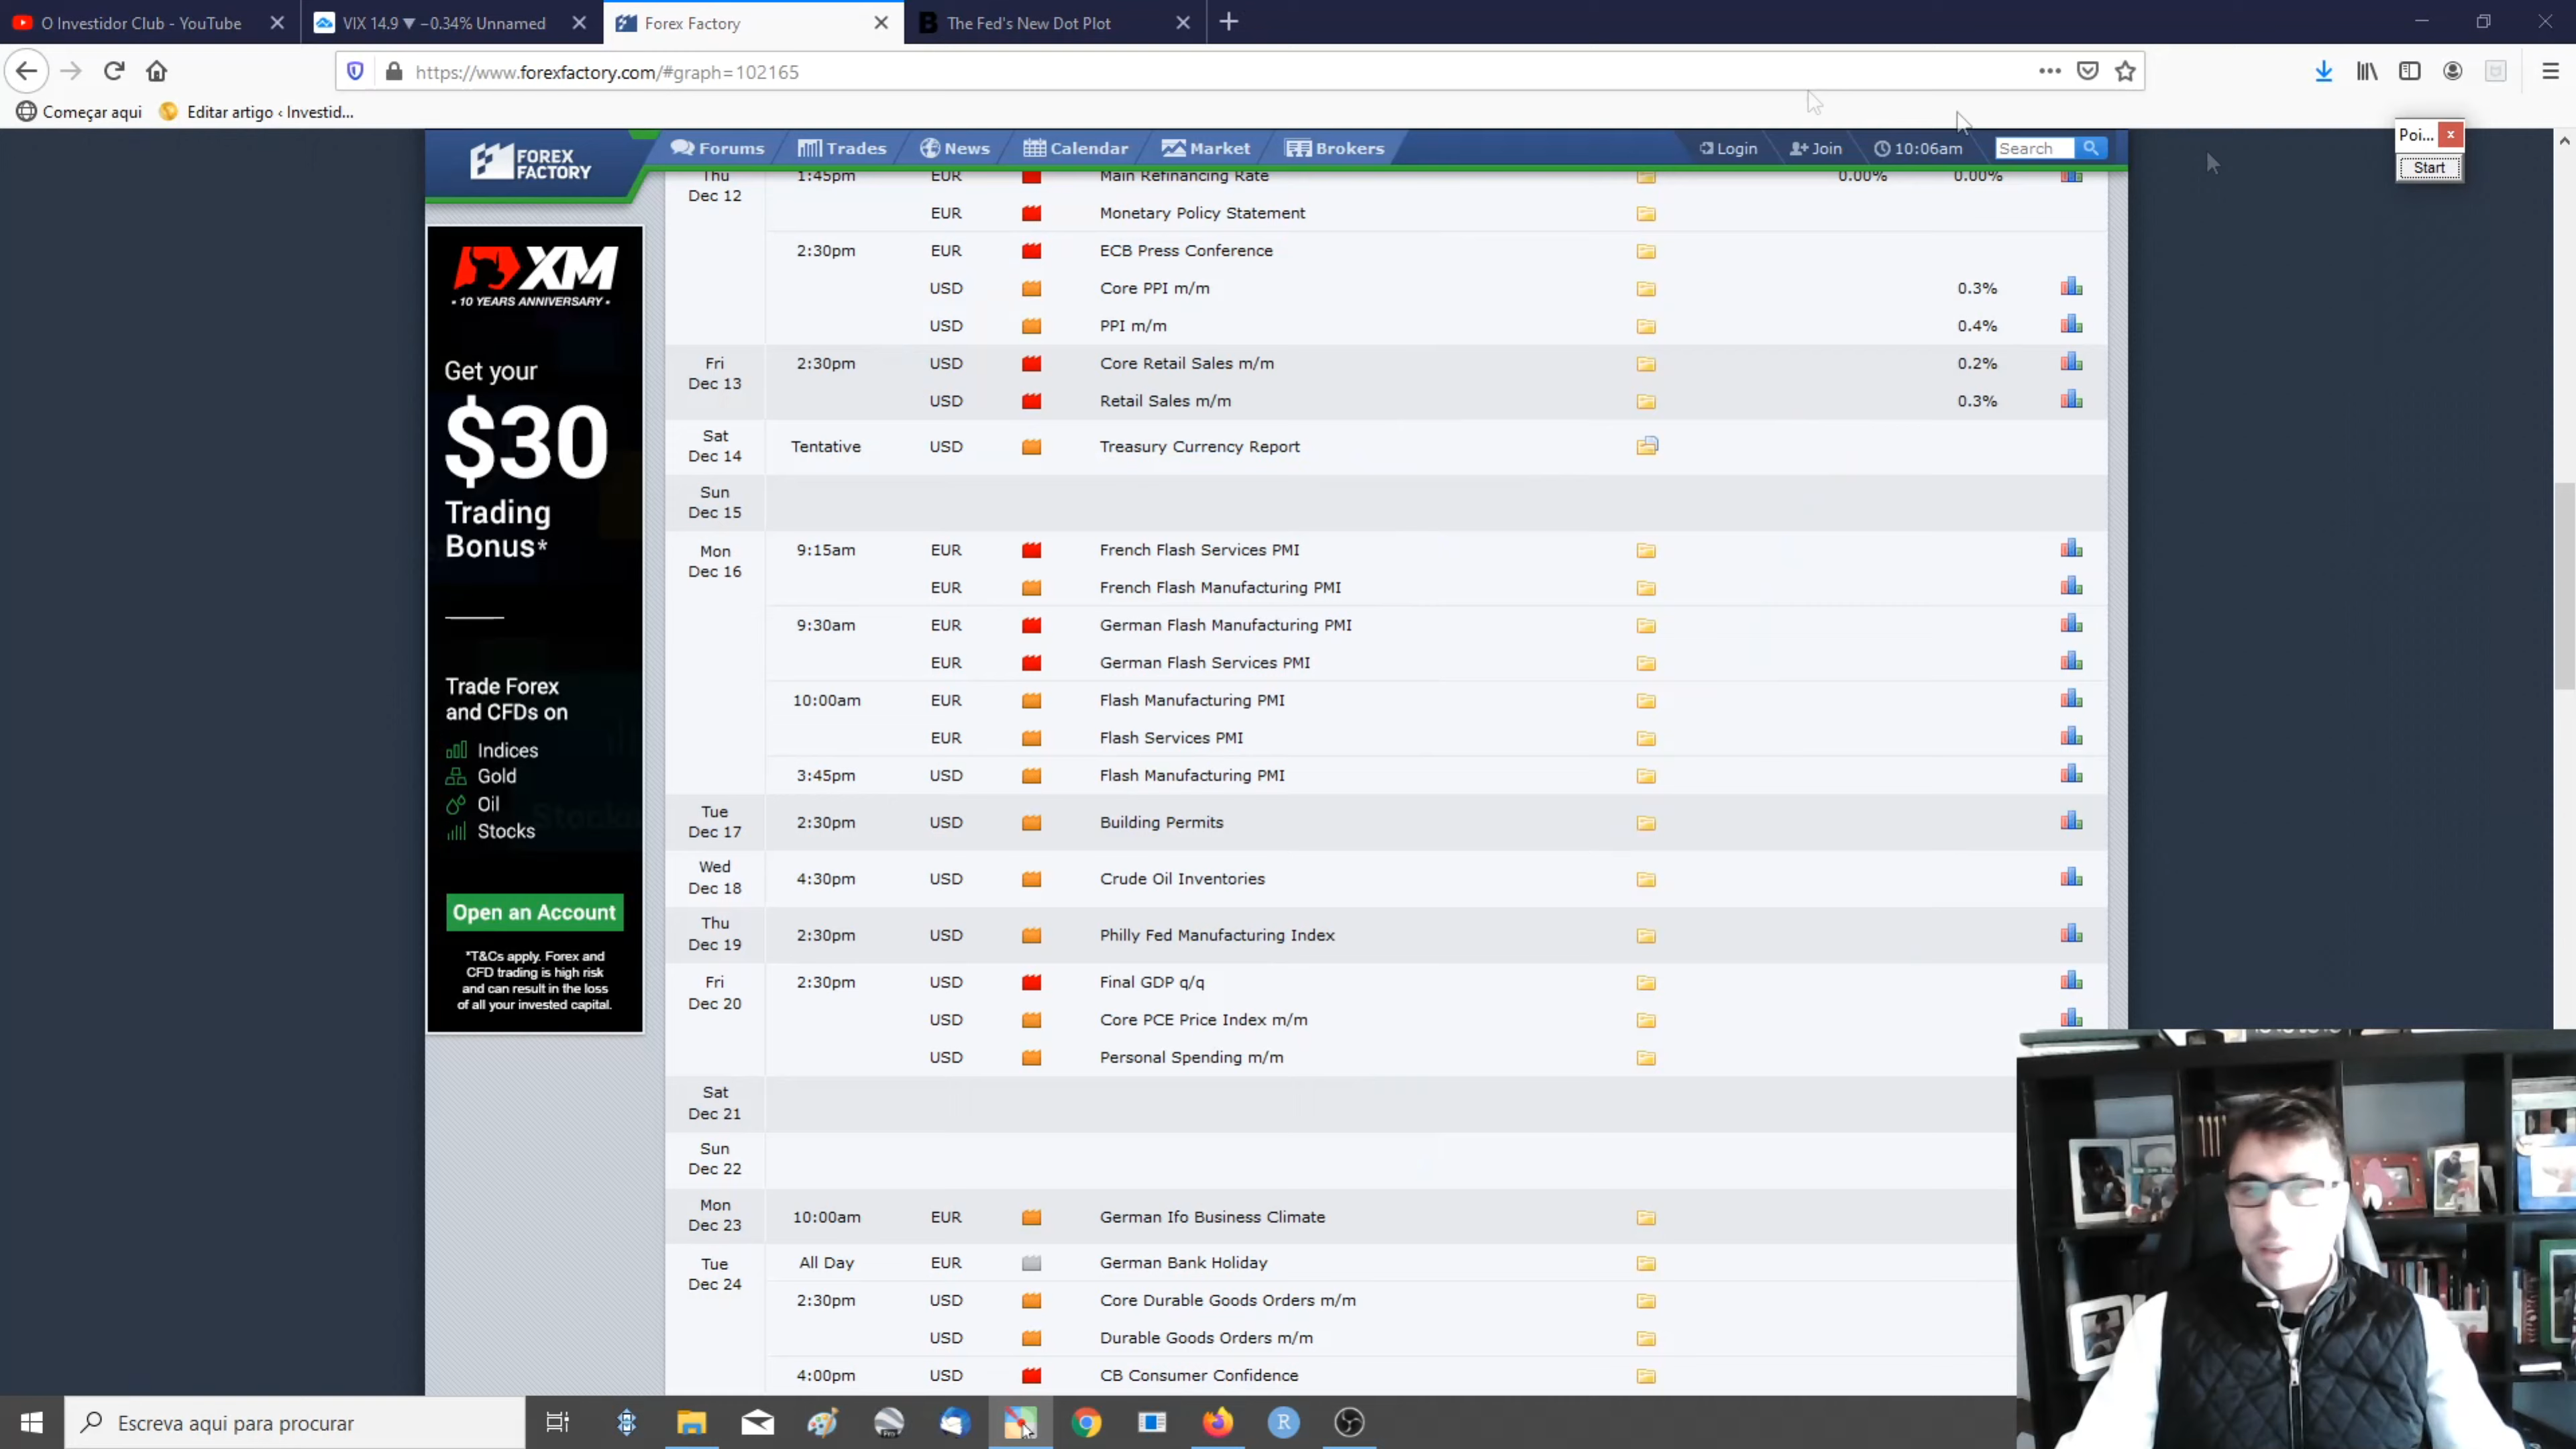 O Investidor Club - YouTube
VIX 14.9 ▼ −0.34% Unnamed
Forex Factory
The Fed's New Dot Plot
https://www.forexfactory.com/#graph=102165
Começar aqui
Editar artigo ‹ Investid...
Poi...
Start
FOREX
FACTORY
Forums
Trades
News
Calendar
Market
Brokers
Login
Join
10:06am
Search
XM
• 10 YEARS ANNIVERSARY •
Get your
$30
Trading
Bonus*
Trade Forex
and CFDs on
Indices
Gold
Oil
Stocks
Open an Account
*T&Cs apply. Forex and
CFD trading is high risk
and can result in the loss
of all your invested capital.
Thu
Dec 12
1:45pm EUR Main Refinancing Rate 0.00% 0.00%
EUR Monetary Policy Statement
2:30pm EUR ECB Press Conference
USD Core PPI m/m 0.3%
USD PPI m/m 0.4%
Fri
Dec 13
2:30pm USD Core Retail Sales m/m 0.2%
USD Retail Sales m/m 0.3%
Sat
Dec 14
Tentative USD Treasury Currency Report
Sun
Dec 15
Mon
Dec 16
9:15am EUR French Flash Services PMI
EUR French Flash Manufacturing PMI
9:30am EUR German Flash Manufacturing PMI
EUR German Flash Services PMI
10:00am EUR Flash Manufacturing PMI
EUR Flash Services PMI
3:45pm USD Flash Manufacturing PMI
Tue
Dec 17
2:30pm USD Building Permits
Wed
Dec 18
4:30pm USD Crude Oil Inventories
Thu
Dec 19
2:30pm USD Philly Fed Manufacturing Index
Fri
Dec 20
2:30pm USD Final GDP q/q
USD Core PCE Price Index m/m
USD Personal Spending m/m
Sat
Dec 21
Sun
Dec 22
Mon
Dec 23
10:00am EUR German Ifo Business Climate
Tue
Dec 24
All Day EUR German Bank Holiday
2:30pm USD Core Durable Goods Orders m/m
USD Durable Goods Orders m/m
4:00pm USD CB Consumer Confidence
Escreva aqui para procurar
Pro
R